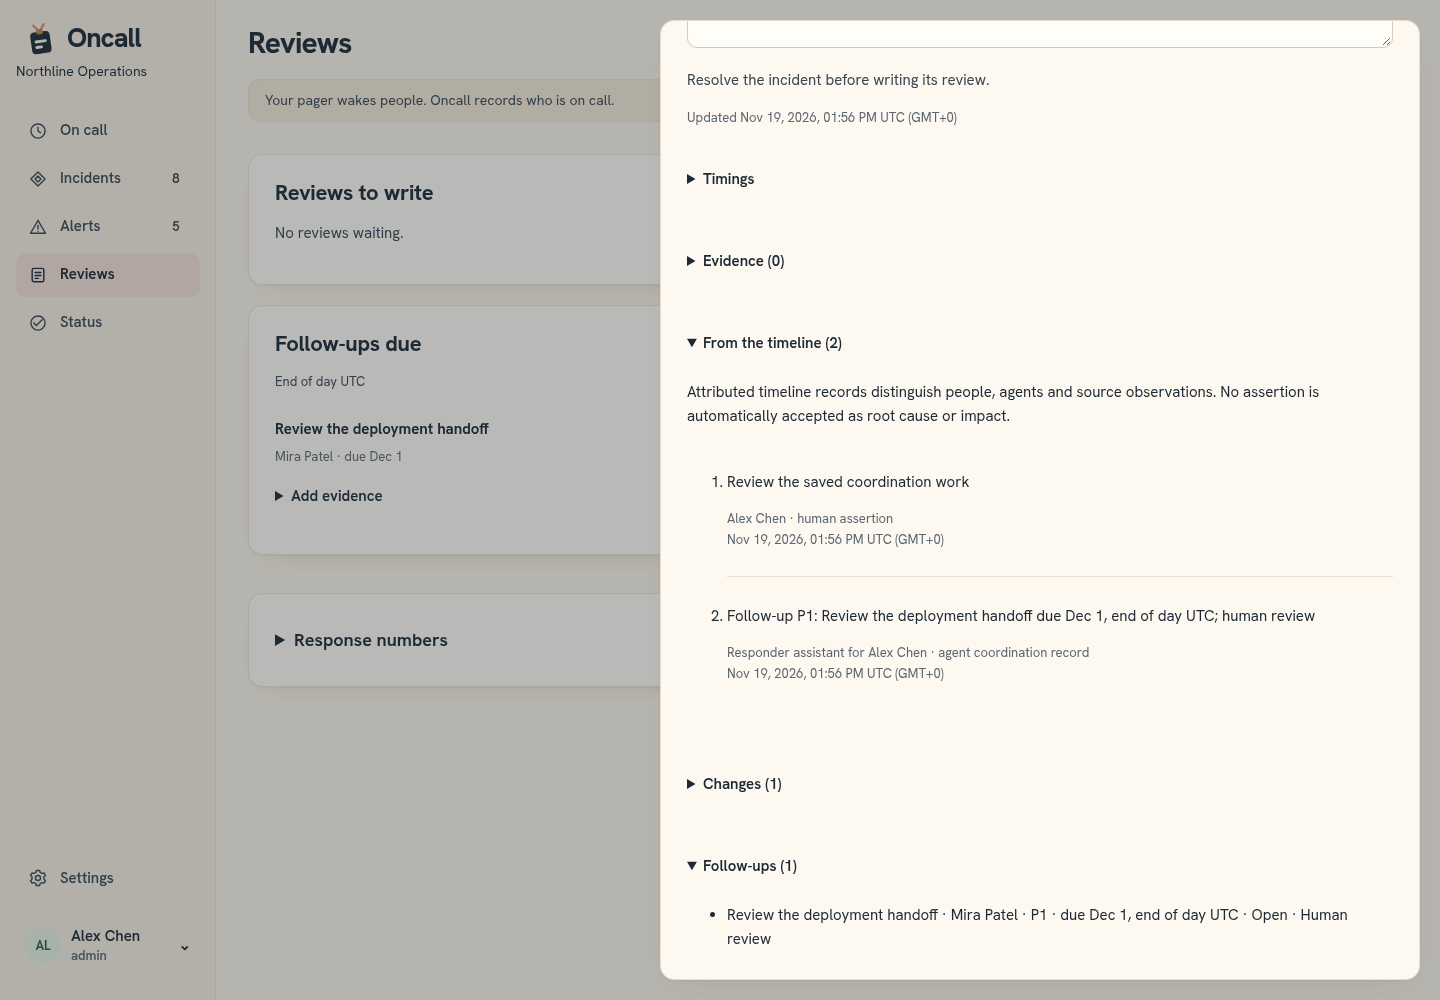 Oncall
Northline Operations
On call
Incidents 8
Alerts 5
Reviews
Status
Settings
AL
Alex Chen
admin
Reviews
Your pager wakes people. Oncall records who is on call.
Reviews to write
No reviews waiting.
Follow-ups due
End of day UTC
Review the deployment handoff
Mira Patel · due Dec 1
Add evidence
Response numbers
Resolve the incident before writing its review.
Updated Nov 19, 2026, 01:56 PM UTC (GMT+0)
Timings
Evidence (0)
From the timeline (2)
Attributed timeline records distinguish people, agents and source observations. No assertion is
automatically accepted as root cause or impact.
1. Review the saved coordination work
Alex Chen · human assertion
Nov 19, 2026, 01:56 PM UTC (GMT+0)
2. Follow-up P1: Review the deployment handoff due Dec 1, end of day UTC; human review
Responder assistant for Alex Chen · agent coordination record
Nov 19, 2026, 01:56 PM UTC (GMT+0)
Changes (1)
Follow-ups (1)
• Review the deployment handoff · Mira Patel · P1 · due Dec 1, end of day UTC · Open · Human
review